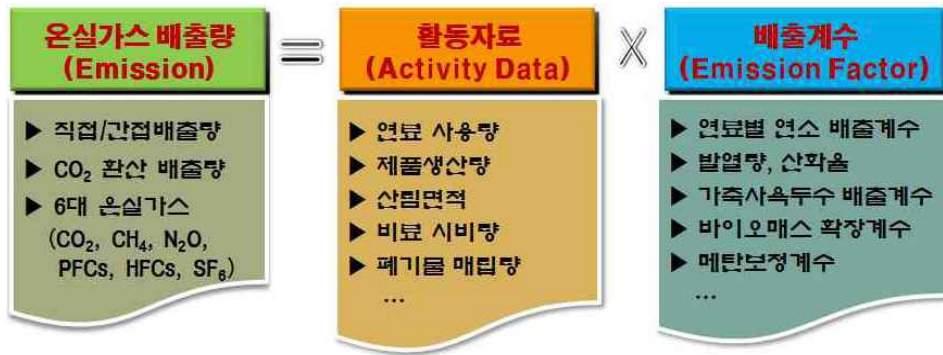 온실가스 배출량
(Emission)
=
활동자료
(Activity Data)
X
배출계수
(Emission Factor)
▶ 직접/간접배출량
▶ CO₂ 환산 배출량
▶ 6대 온실가스
(CO₂, CH₄, N₂O,
PFCs, HFCs, SF₆)
▶ 연료 사용량
▶ 제품생산량
▶ 산림면적
▶ 비료 시비량
▶ 폐기물 매립량
...
▶ 연료별 연소 배출계수
▶ 발열량, 산화율
▶ 가축사육두수 배출계수
▶ 바이오매스 확장계수
▶ 메탄보정계수
...